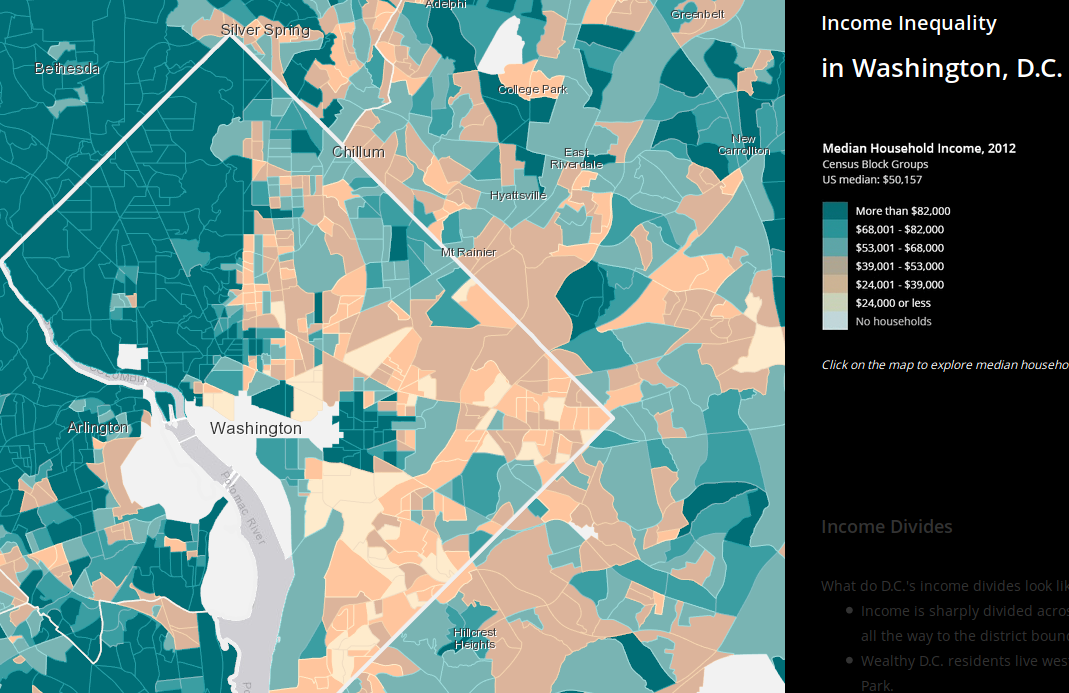 Adelphi
Greenbelt
Silver Spring
Bethesda
College Park
New
Carrollton
Chillum
East
Riverdale
Hyattsville
Mt Rainier
COLUMBIA
Arlington
Washington
Potomac River
Hillcrest
Heights
Po
Income Inequality
in Washington, D.C.
Median Household Income, 2012
Census Block Groups
US median: $50,157
More than $82,000
$68,001 - $82,000
$53,001 - $68,000
$39,001 - $53,000
$24,001 - $39,000
$24,000 or less
No households
Click on the map to explore median househo
Income Divides
What do D.C.'s income divides look lik
Income is sharply divided acros
all the way to the district bound
Wealthy D.C. residents live wes
Park.